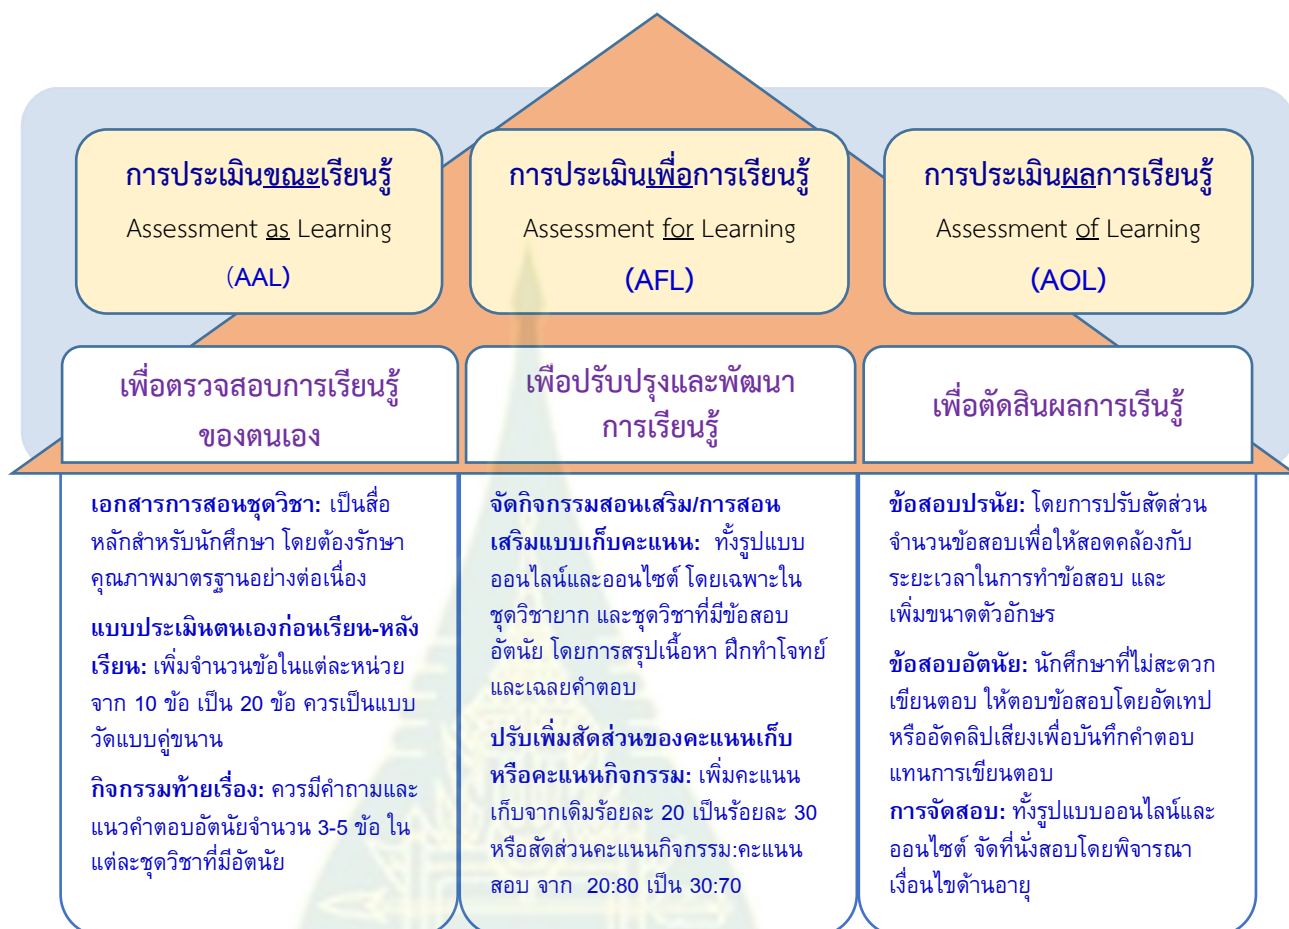 การประเมินขณะเรียนรู้
Assessment as Learning
(AAL)
การประเมินเพื่อการเรียนรู้
Assessment for Learning
(AFL)
การประเมินผลการเรียนรู้
Assessment of Learning
(AOL)
เพื่อตรวจสอบการเรียนรู้
ของตนเอง
เพื่อปรับปรุงและพัฒนา
การเรียนรู้
เพื่อตัดสินผลการเรีนรู้
เอกสารการสอนชุดวิชา: เป็นสื่อ
หลักสำหรับนักศึกษา โดยต้องรักษา
คุณภาพมาตรฐานอย่างต่อเนื่อง
แบบประเมินตนเองก่อนเรียน-หลัง
เรียน: เพิ่มจำนวนข้อในแต่ละหน่วย
จาก 10 ข้อ เป็น 20 ข้อ ควรเป็นแบบ
วัดแบบคู่ขนาน
กิจกรรมท้ายเรื่อง: ควรมีคำถามและ
แนวคำตอบอัตนัยจำนวน 3-5 ข้อ ใน
แต่ละชุดวิชาที่มีอัตนัย
จัดกิจกรรมสอนเสริม/การสอน
เสริมแบบเก็บคะแนน: ทั้งรูปแบบ
ออนไลน์และออนไซต์ โดยเฉพาะใน
ชุดวิชายาก และชุดวิชาที่มีข้อสอบ
อัตนัย โดยการสรุปเนื้อหา ฝึกทำโจทย์
และเฉลยคำตอบ
ปรับเพิ่มสัดส่วนของคะแนนเก็บ
หรือคะแนนกิจกรรม: เพิ่มคะแนน
เก็บจากเดิมร้อยละ 20 เป็นร้อยละ 30
หรือสัดส่วนคะแนนกิจกรรม:คะแนน
สอบ จาก 20:80 เป็น 30:70
ข้อสอบปรนัย: โดยการปรับสัดส่วน
จำนวนข้อสอบเพื่อให้สอดคล้องกับ
ระยะเวลาในการทำข้อสอบ และ
เพิ่มขนาดตัวอักษร
ข้อสอบอัตนัย: นักศึกษาที่ไม่สะดวก
เขียนตอบ ให้ตอบข้อสอบโดยอัดเทป
หรืออัดคลิปเสียงเพื่อบันทึกคำตอบ
แทนการเขียนตอบ
การจัดสอบ: ทั้งรูปแบบออนไลน์และ
ออนไซต์ จัดที่นั่งสอบโดยพิจารณา
เงื่อนไขด้านอายุ